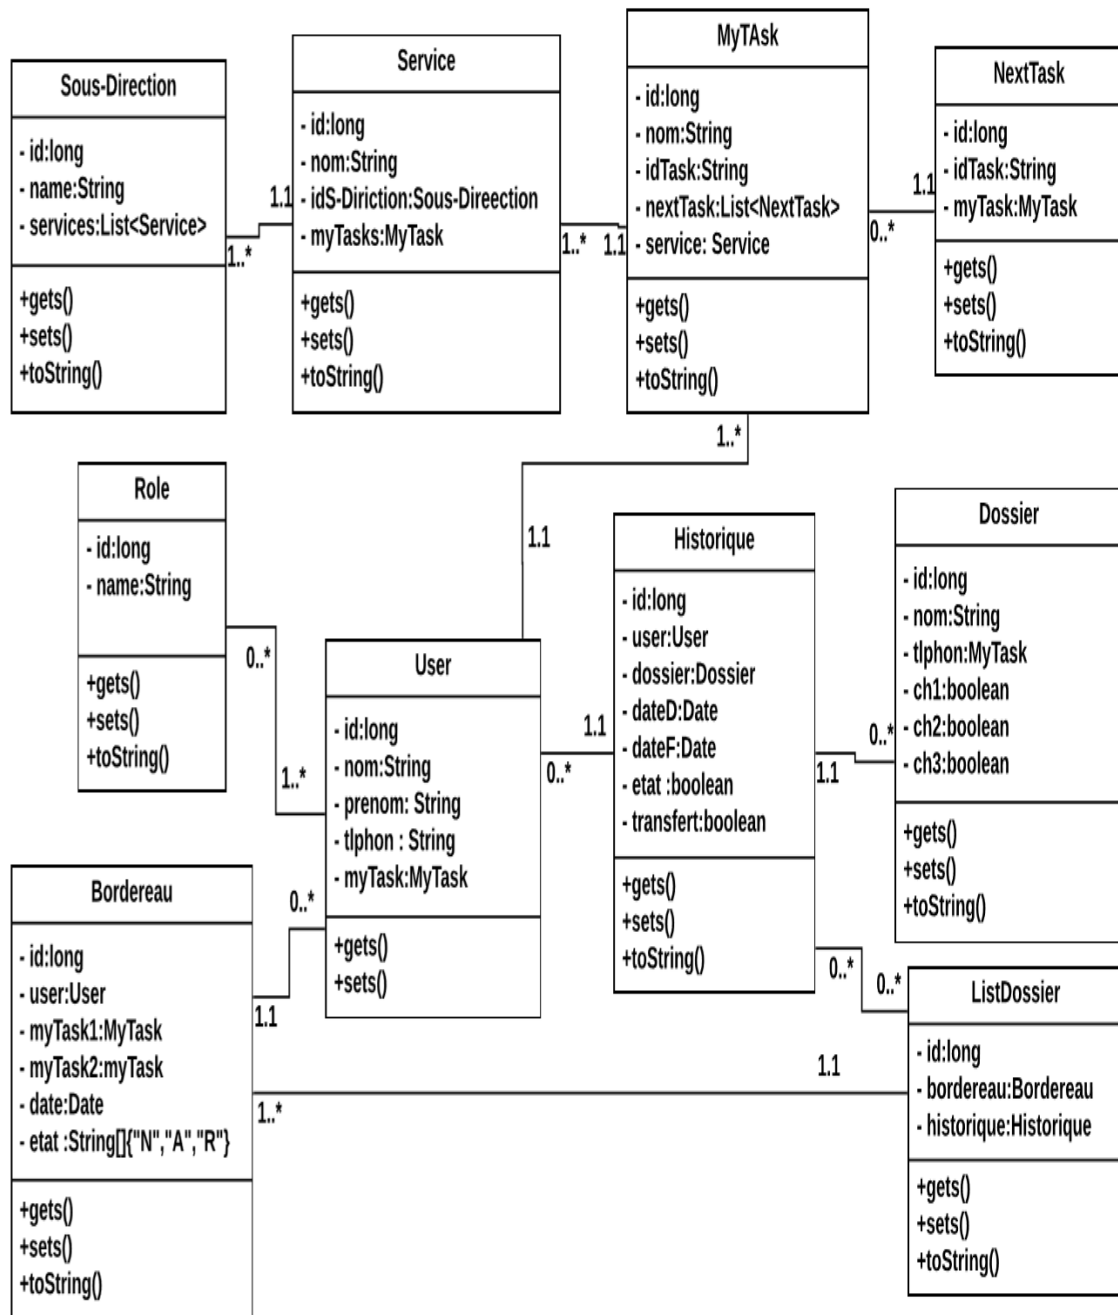 Sous-Direction
- id:long
- name:String
- services:List<Service>
+gets()
+sets()
+toString()
1..*
1.1
Service
- id:long
- nom:String
- idS-Diriction:Sous-Direection
- myTasks:MyTask
+gets()
+sets()
+toString()
1..*
1.1
MyTAsk
- id:long
- nom:String
- idTask:String
- nextTask:List<NextTask>
- service: Service
+gets()
+sets()
+toString()
0..*
1.1
NextTask
- id:long
- idTask:String
- myTask:MyTask
+gets()
+sets()
+toString()
1..*
1.1
Role
- id:long
- name:String
+gets()
+sets()
+toString()
0..*
1..*
User
- id:long
- nom:String
- prenom: String
- tlphon : String
- myTask:MyTask
+gets()
+sets()
0..*
1.1
Historique
- id:long
- user:User
- dossier:Dossier
- dateD:Date
- dateF:Date
- etat :boolean
- transfert:boolean
+gets()
+sets()
+toString()
1.1
0..*
Dossier
- id:long
- nom:String
- tlphon:MyTask
- ch1:boolean
- ch2:boolean
- ch3:boolean
+gets()
+sets()
+toString()
0..*
1.1
Bordereau
- id:long
- user:User
- myTask1:MyTask
- myTask2:myTask
- date:Date
- etat :String[]{"N","A","R"}
+gets()
+sets()
+toString()
1..*
1.1
0..*
0..*
ListDossier
- id:long
- bordereau:Bordereau
- historique:Historique
+gets()
+sets()
+toString()